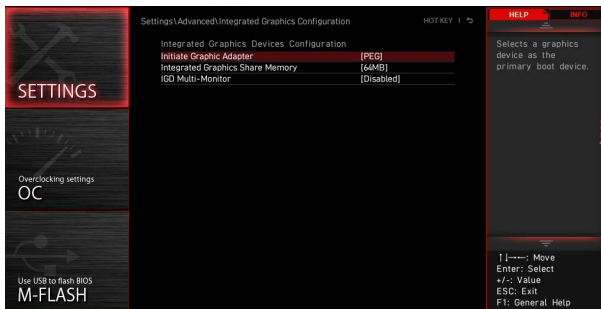 Settings\Advanced\Integrated Graphics Configuration
HOT KEY | ⮌
HELP
INFO
Integrated Graphics Devices Configuration
Initiate Graphic Adapter [PEG]
Integrated Graphics Share Memory [64MB]
IGD Multi-Monitor [Disabled]
Selects a graphics
device as the
primary boot device.
SETTINGS
Overclocking settings
OC
Use USB to flash BIOS
M-FLASH
↑↓→←: Move
Enter: Select
+/-: Value
ESC: Exit
F1: General Help